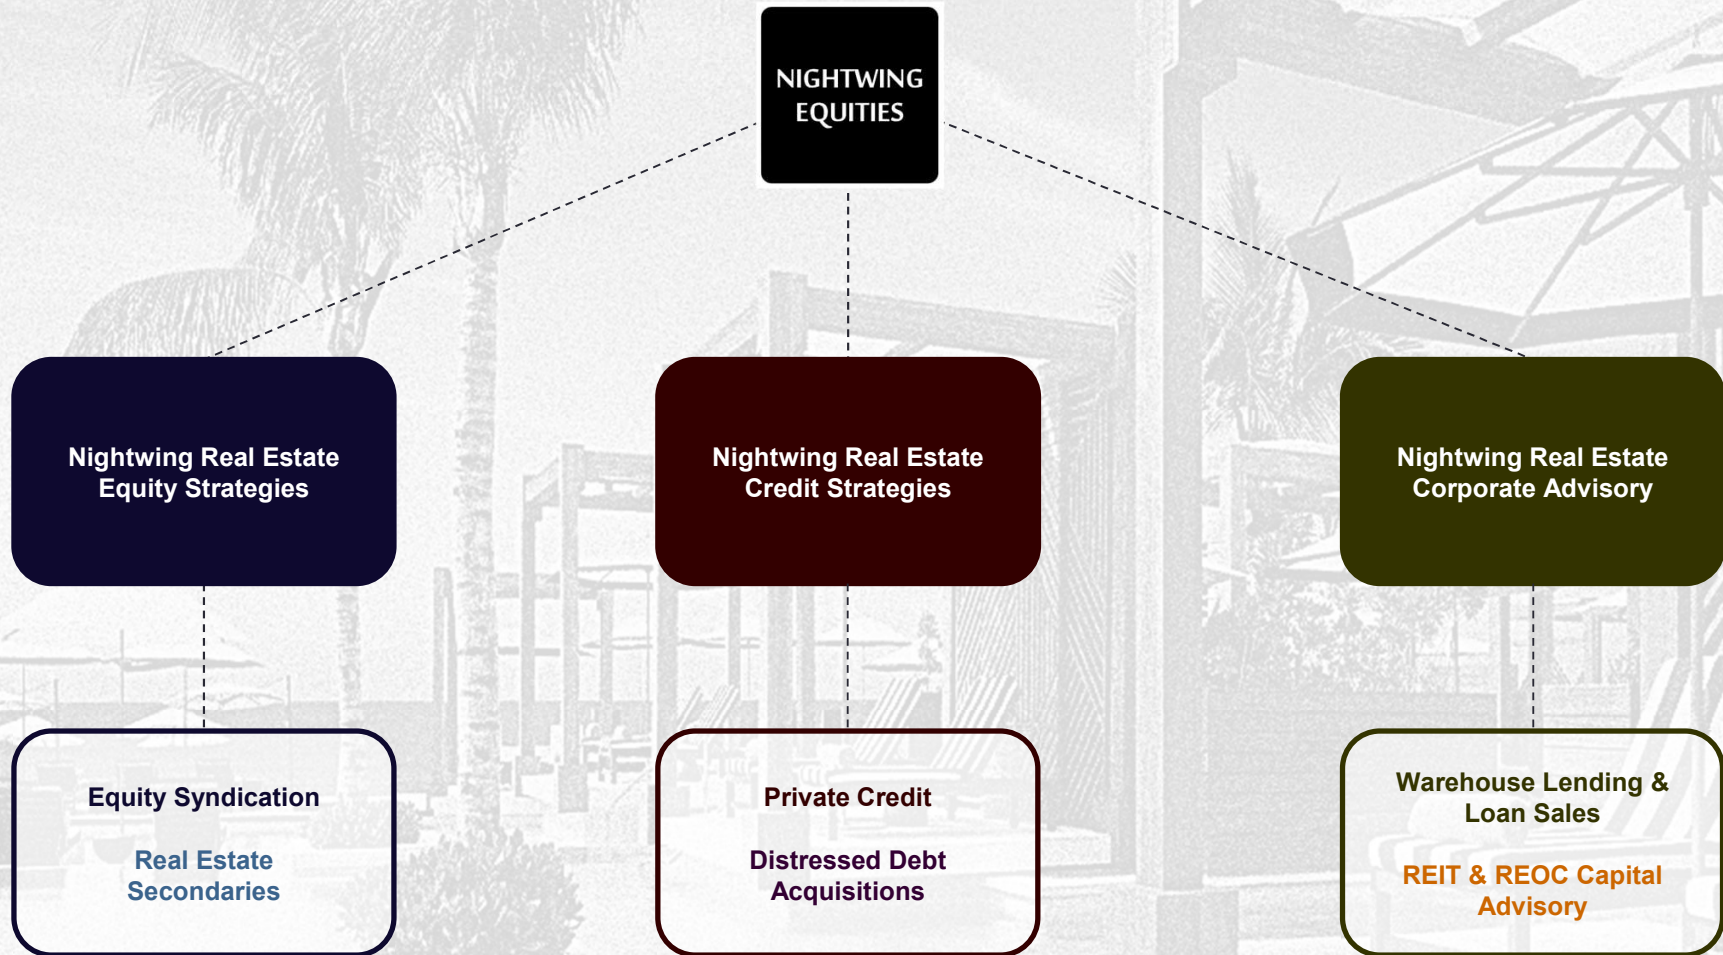 NIGHTWING
EQUITIES
Nightwing Real Estate
Equity Strategies
Nightwing Real Estate
Credit Strategies
Nightwing Real Estate
Corporate Advisory
Equity Syndication
Real Estate
Secondaries
Private Credit
Distressed Debt
Acquisitions
Warehouse Lending &
Loan Sales
REIT & REOC Capital
Advisory